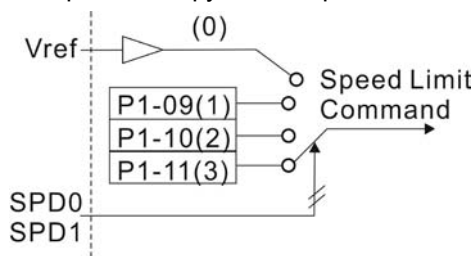 (0)
Vref
Speed Limit
Command
P1-09(1)
P1-10(2)
P1-11(3)
SPD0
SPD1